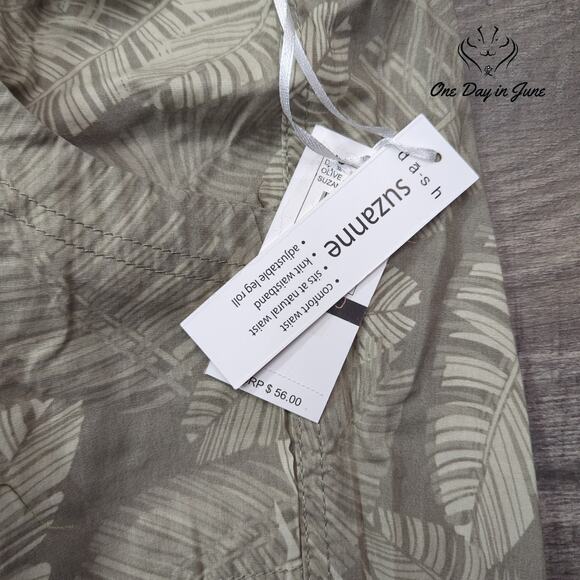 One Day in June
d.a.s.h
suzanne
• comfort waist
• sits at natural waist
• knit waistband
• adjustable leg roll
OLIVE
SUZAN
RP $ 56.00